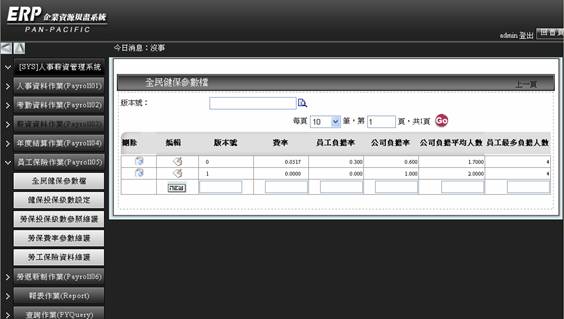 ERP 企業資源規畫系統
PAN-PACIFIC
admin 登出 回首頁
今日消息：沒事
[SYS]人事薪資管理系統
人事資料作業(Payroll01)
考勤資料作業(Payroll02)
薪資資料作業(Payroll03)
年度結算作業(Payroll04)
員工保險作業(Payroll05)
全民健保參數檔
健保投保級數設定
勞保投保級數參照維護
勞保費率參數維護
勞工保險資料維護
勞退新制作業(Payroll06)
報表作業(Report)
查詢作業(PYQuery)
全民健保參數檔 上一頁
版本號：
每頁 10 筆，第 1 頁，共1頁 Go
刪除 編輯 版本號 費率 員工負擔率 公司負擔率 公司負擔平均人數 員工最多負擔人數
0 0.0517 0.300 0.600 1.7000 4
1 0.0000 0.000 1.000 2.0000 4